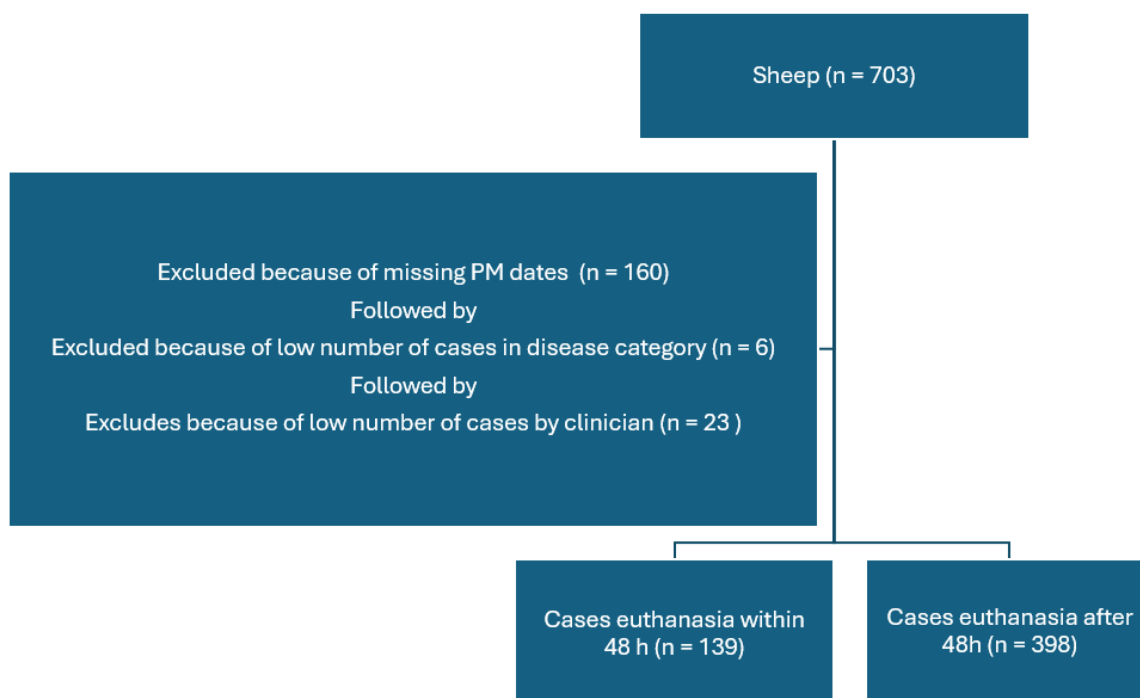 Sheep (n = 703)
Excluded because of missing PM dates (n = 160)
Followed by
Excluded because of low number of cases in disease category (n = 6)
Followed by
Excludes because of low number of cases by clinician (n = 23 )
Cases euthanasia within
48 h (n = 139)
Cases euthanasia after
48h (n = 398)